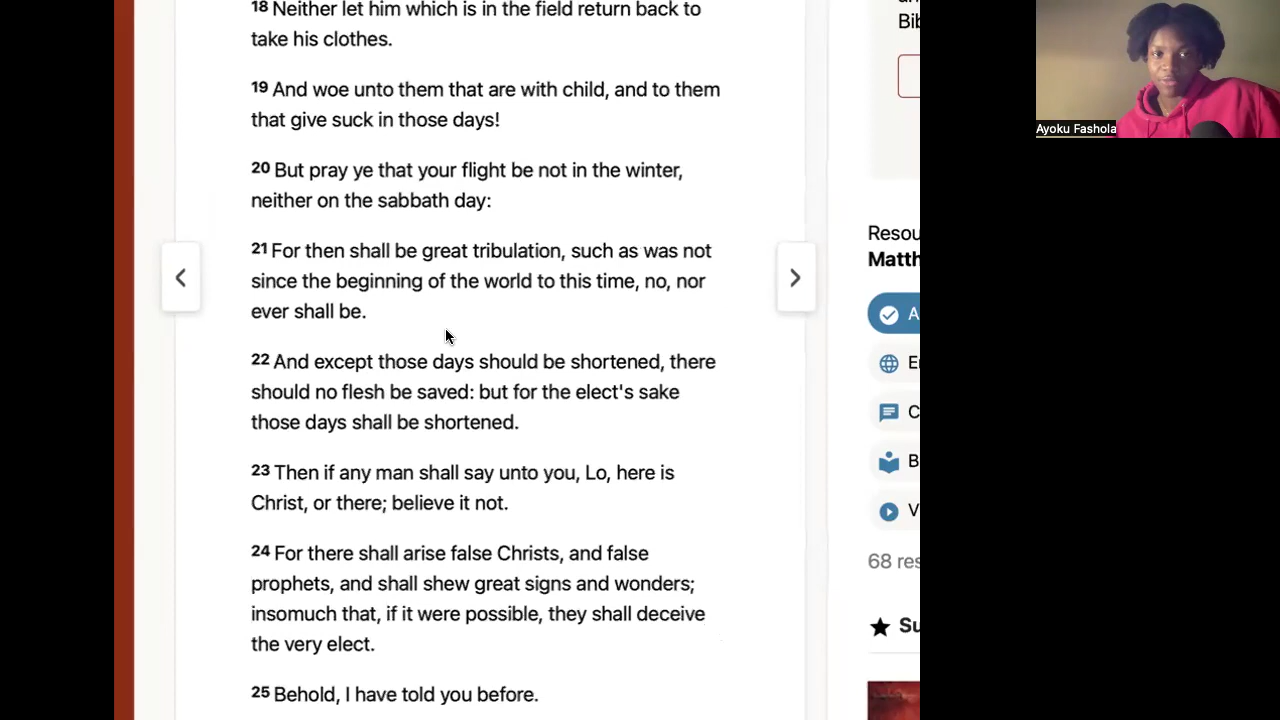 18 Neither let him which is in the field return back to
take his clothes.
19 And woe unto them that are with child, and to them
that give suck in those days!
20 But pray ye that your flight be not in the winter,
neither on the sabbath day:
21 For then shall be great tribulation, such as was not
since the beginning of the world to this time, no, nor
ever shall be.
22 And except those days should be shortened, there
should no flesh be saved: but for the elect's sake
those days shall be shortened.
23 Then if any man shall say unto you, Lo, here is
Christ, or there; believe it not.
24 For there shall arise false Christs, and false
prophets, and shall shew great signs and wonders;
insomuch that, if it were possible, they shall deceive
the very elect.
25 Behold, I have told you before.
Bib
Resou
Matth
A
E
C
B
V
68 res
Su
Ayoku Fashola